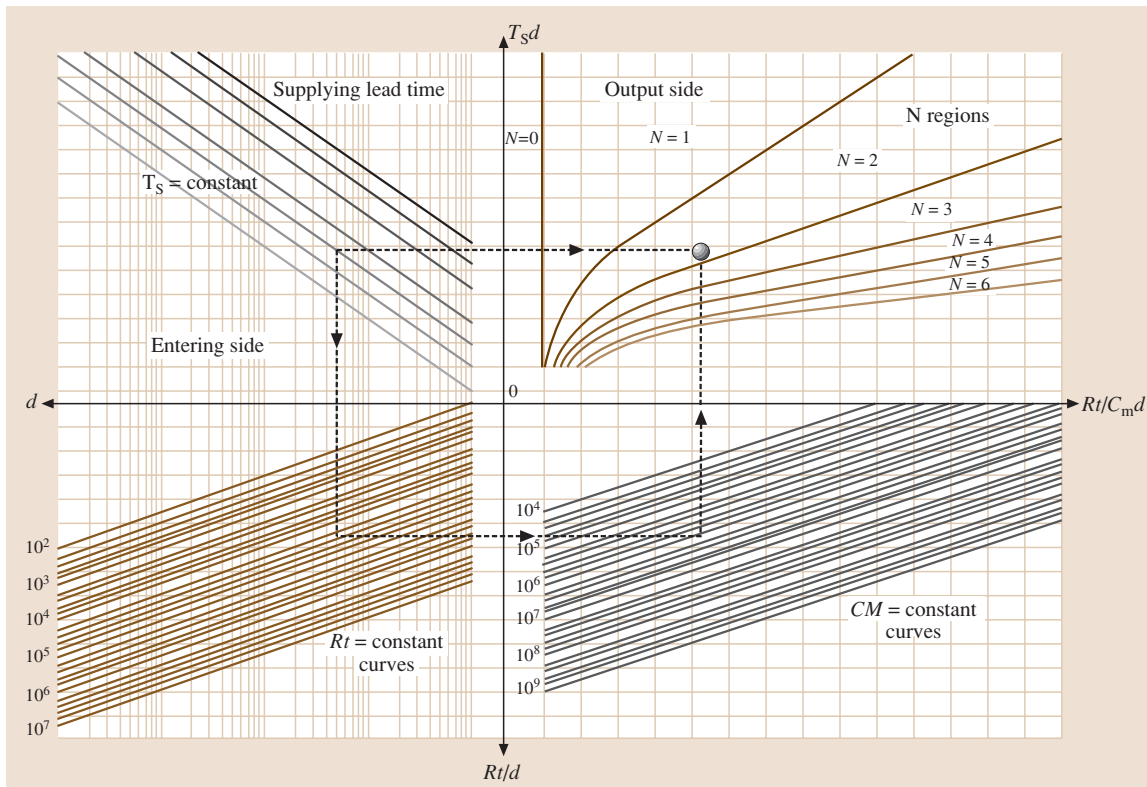 T_S d
Supplying lead time
Output side
N regions
N=0
N = 1
N = 2
T_S = constant
N = 3
N = 4
N = 5
N = 6
Entering side
0
d
Rt/C_m d
10^4
10^5
10^6
10^7
10^8
10^9
10^2
10^3
10^4
10^5
10^6
10^7
Rt = constant
curves
CM = constant
curves
Rt/d